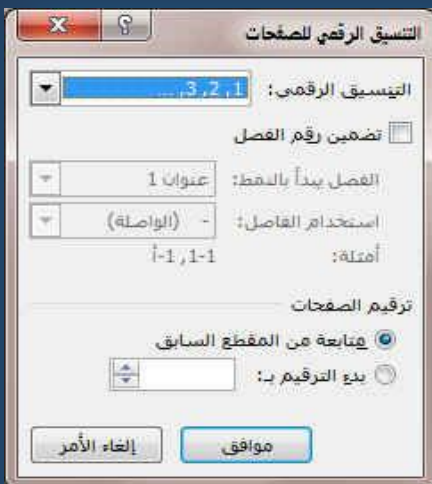 التنسيق الرقمي للصفحات
التنسيق الرقمي: 1, 2, 3, ...
تضمين رقم الفصل
الفصل يبدأ بالنمط: عنوان 1
استخدام الفاصل: - (الواصلة)
أمثلة: 1-1, 1-أ
ترقيم الصفحات
متابعة من المقطع السابق
بدء الترقيم بـ:
موافق إلغاء الأمر